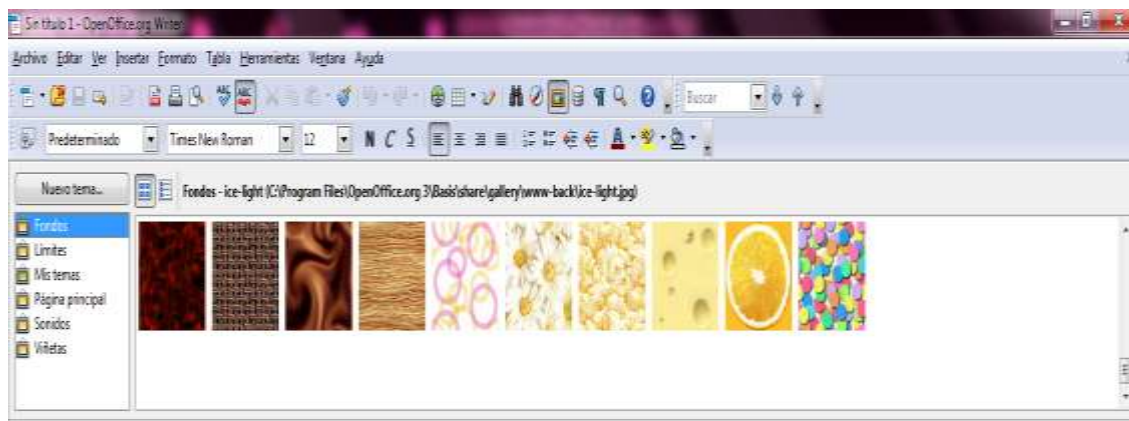 Sin título 1 - OpenOffice.org Writer
Archivo Editar Ver Insertar Formato Tabla Herramientas Ventana Ayuda
ABC ABC Buscar
Predeterminado Times New Roman 12 N C S A
Nuevo tema... Fondos - ice-light (C:\Program Files\OpenOffice.org 3\Basis\share\gallery\www-back\ice-light.jpg)
Fondos
Límites
Mis temas
Página principal
Sonidos
Viñetas